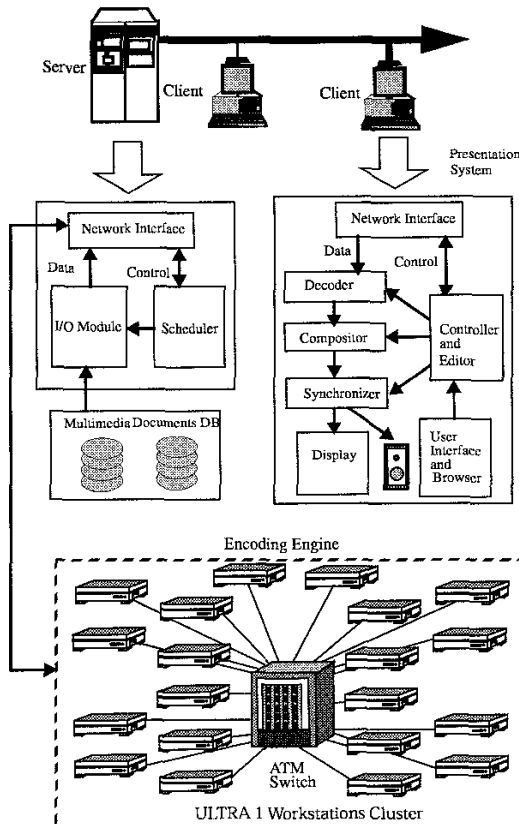 Server
Client
Client
Presentation
System
Network Interface
Data
Control
I/O Module
Scheduler
Multimedia Documents DB
Network Interface
Data
Control
Decoder
Compositor
Synchronizer
Display
Controller
and
Editor
User
Interface
and
Browser
Encoding Engine
ATM
Switch
ULTRA 1 Workstations Cluster